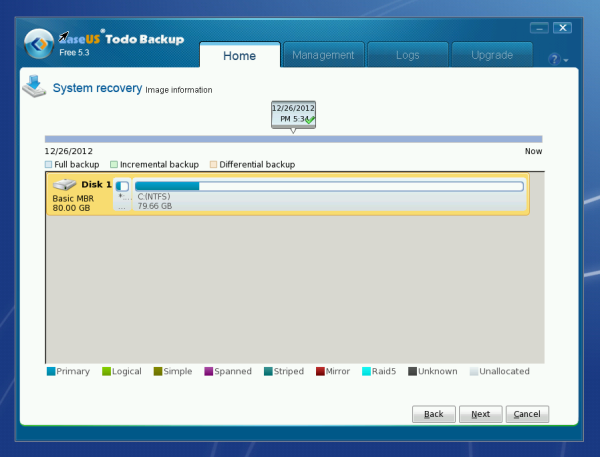 EaseUS Todo Backup
Free 5.3
Home
Management
Logs
Upgrade
?
System recovery Image information
12/26/2012
PM 5:34
12/26/2012
Now
Full backup
Incremental backup
Differential backup
Disk 1
Basic MBR
80.00 GB
*...
...
C:(NTFS)
79.66 GB
Primary
Logical
Simple
Spanned
Striped
Mirror
Raid5
Unknown
Unallocated
Back
Next
Cancel